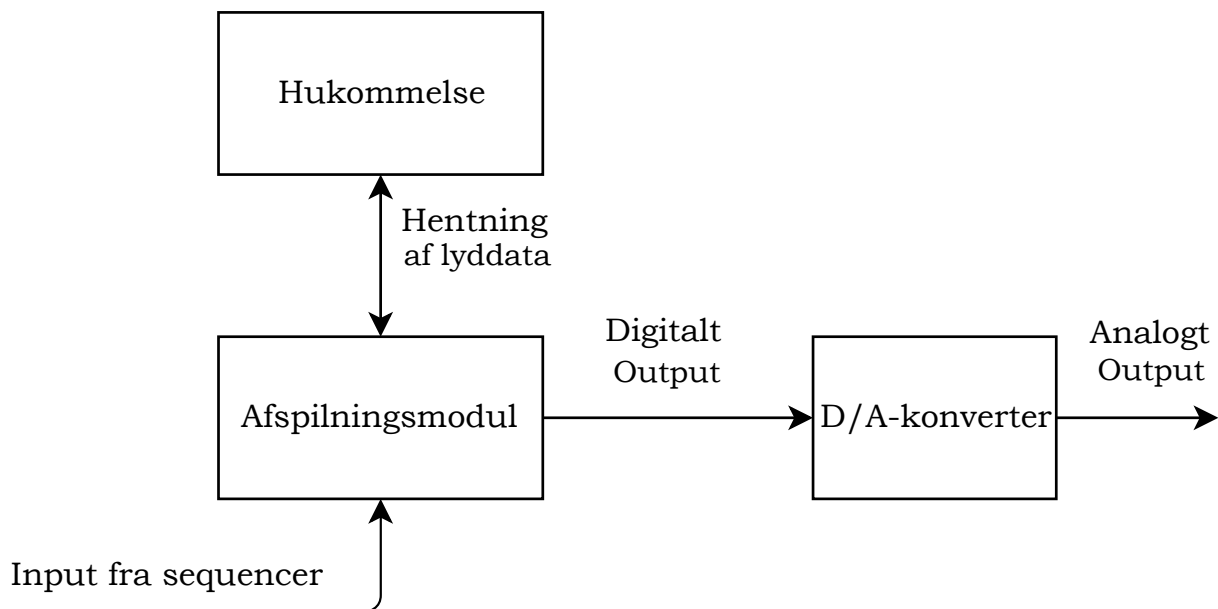 Hukommelse
Hentning
af lyddata
Digitalt
Output
Analogt
Output
Afspilningsmodul
D/A-konverter
Input fra sequencer